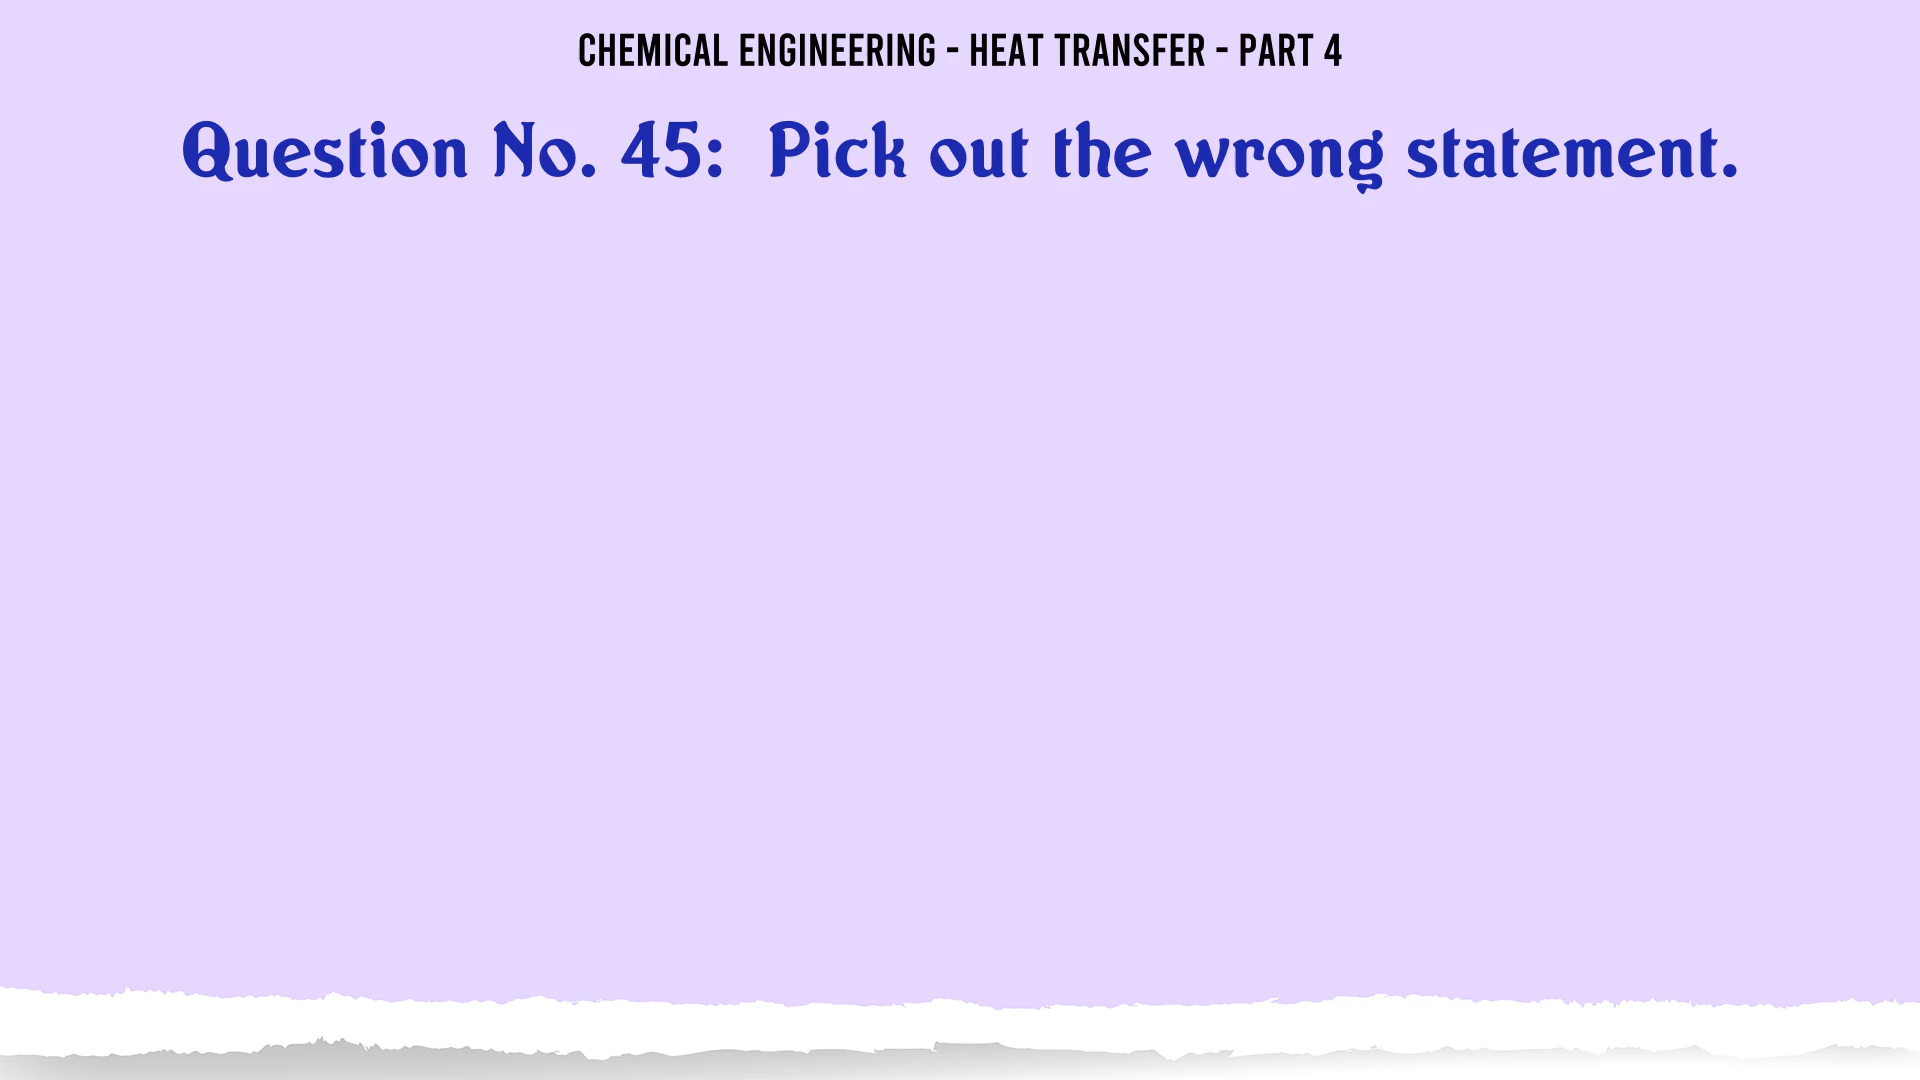 CHEMICAL ENGINEERING - HEAT TRANSFER - PART 4
Question No. 45: Pick out the wrong statement.